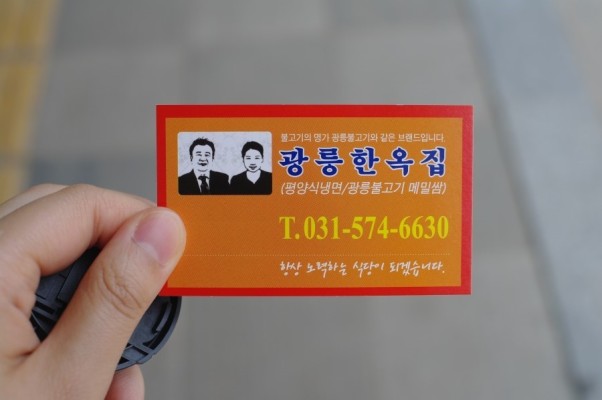 불고기의 명가 광릉불고기와 같은 브랜드입니다.
광릉한옥집
(평양식냉면/광릉불고기 메밀쌈)
T.031-574-6630
항상 노력하는 식당이 되겠습니다.